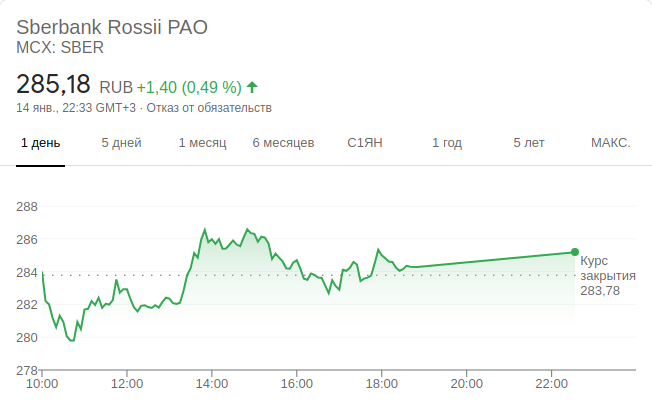 Sberbank Rossii PAO
MCX: SBER
285,18 RUB +1,40 (0,49 %)
14 янв., 22:33 GMT+3 · Отказ от обязательств
1 день 5 дней 1 месяц 6 месяцев С1ЯН 1 год 5 лет МАКС.
288
286
284
282
280
278
Курс
закрытия
283,78
10:00 12:00 14:00 16:00 18:00 20:00 22:00